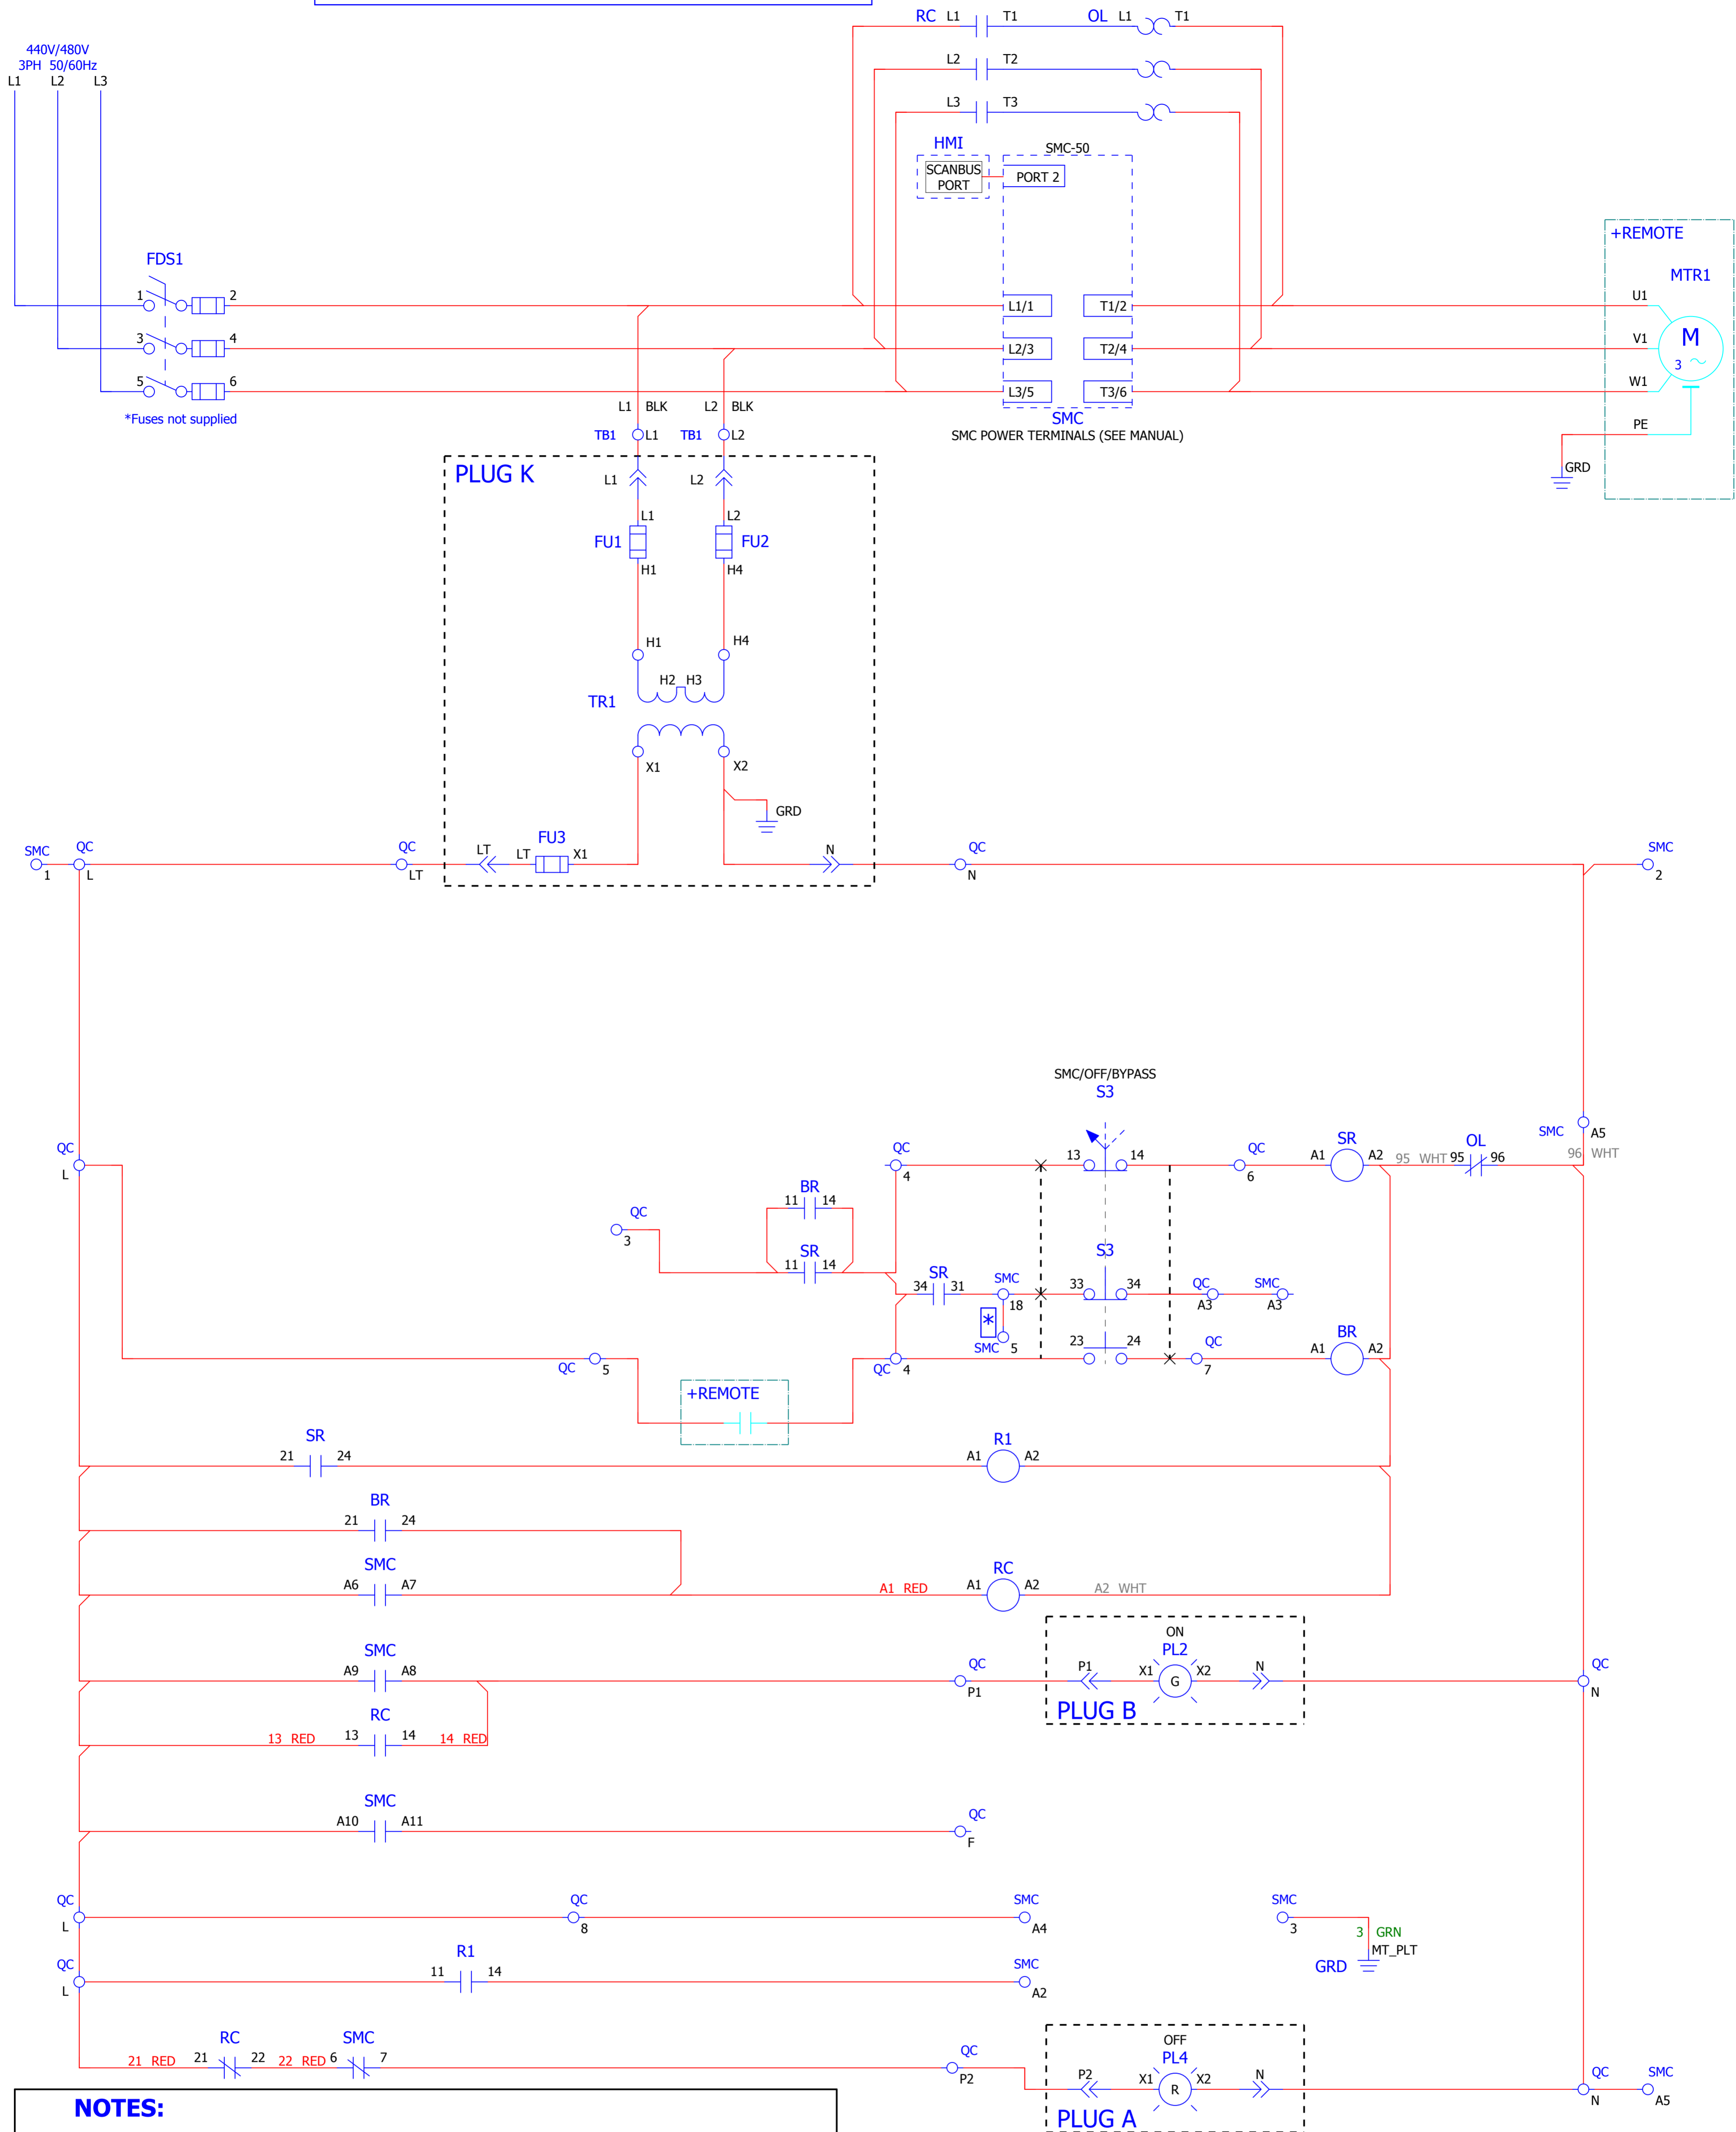 RC L1 T1 OL L1 T1
440V/480V
3PH 50/60Hz
L1 L2 L3
L2 T2
L3 T3
HMI
SMC-50
SCANBUS
PORT
PORT 2
+REMOTE
MTR1
FDS1
1 2
L1/1 T1/2
U1
3 4
L2/3 T2/4
V1
M
3
5 6
L3/5 T3/6
W1
*Fuses not supplied
L1 BLK L2 BLK
SMC
SMC POWER TERMINALS (SEE MANUAL)
PE
TB1 L1 TB1 L2
GRD
PLUG K
L1 L2
L1 L2
FU1 FU2
H1 H4
H1 H4
H2 H3
TR1
X1 X2
GRD
SMC QC QC FU3 QC SMC
LT LT X1 N
1 L LT N 2
SMC/OFF/BYPASS
S3
SMC A5
QC QC 13 14 QC SR OL
A1 A2 95 WHT 95 96 96 WHT
L 4 6
BR
11 14
QC
3
SR
11 14
S3
SR
34 31 SMC 33 34 QC SMC
18 A3 A3
*
SMC 5
23 24 QC BR
A1 A2
QC 5 QC 4 7
+REMOTE
SR
21 24
R1
A1 A2
BR
21 24
SMC
A6 A7
RC
A1 RED A1 A2 A2 WHT
ON
SMC
A9 A8
PL2
QC P1 X1 G X2 N QC
P1 N
PLUG B
RC
13 RED 13 14 14 RED
SMC
A10 A11
QC
F
QC QC SMC SMC
L 8 A4 3
3 GRN
MT_PLT
GRD
QC R1 SMC
11 14
L A2
OFF
RC SMC
21 RED 21 22 22 RED 6 7
QC PL4 QC SMC
P2 P2 X1 R X2 N N A5
PLUG A
NOTES: